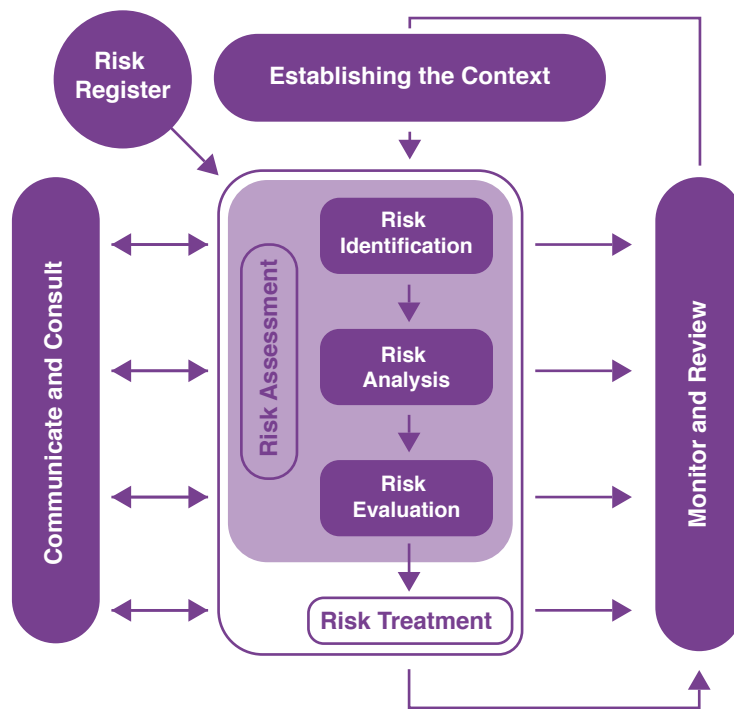 Risk
Register
Establishing the Context
Communicate and Consult
Risk Assessment
Risk
Identification
Risk
Analysis
Risk
Evaluation
Risk Treatment
Monitor and Review